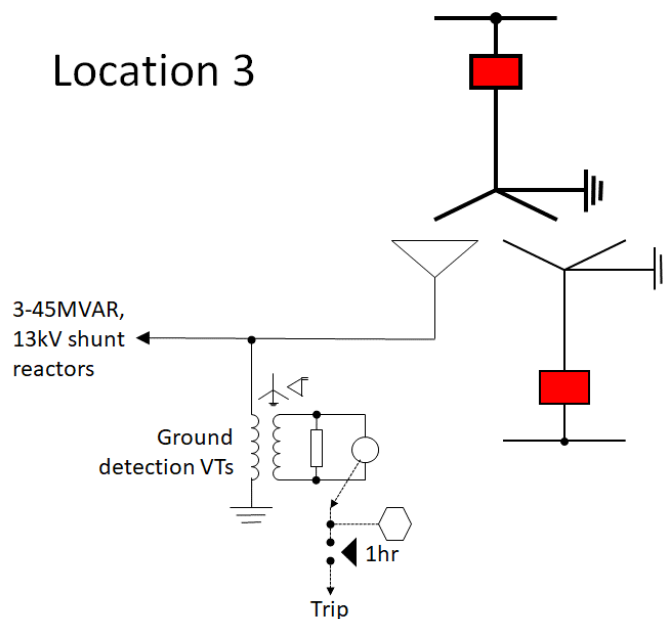 Location 3
3-45MVAR,
13kV shunt
reactors
Ground
detection VTs
1hr
Trip